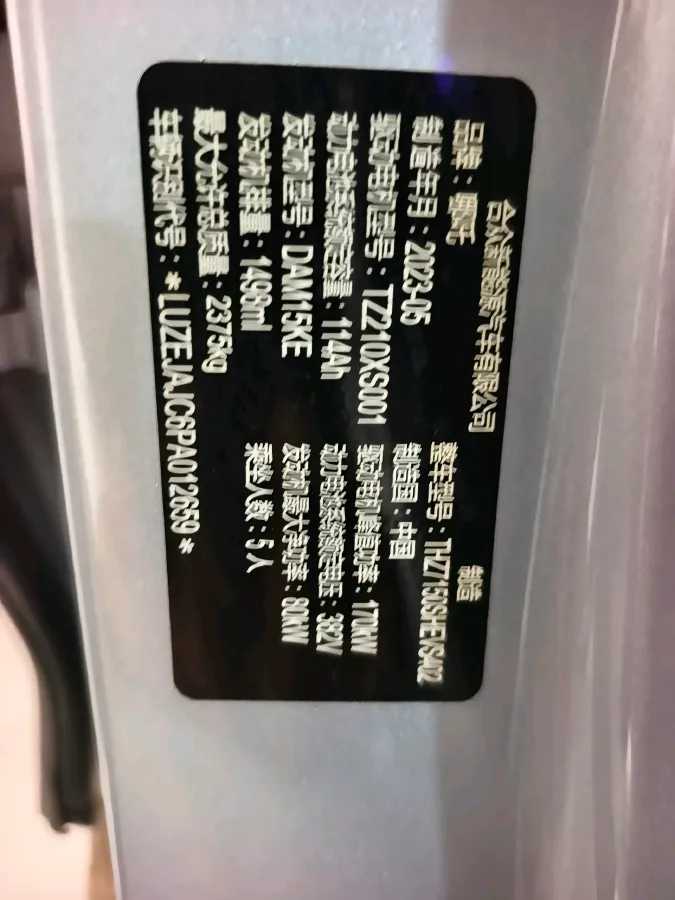 合众新能源汽车有限公司 制造
品牌：哪吒 整车型号：THZ7150SHEVS402
制造年月：2023-05 制造国：中国
驱动电机型号：TZ210XS001 驱动电机峰值功率：170kW
动力电池系统额定容量：114Ah 动力电池系统额定电压：382V
发动机型号：DAM15KE 发动机最大净功率：80kW
发动机排量：1498ml 乘坐人数：5人
最大允许总质量：2375kg
车辆识别代号：*LUZEJAJC6PA012659*